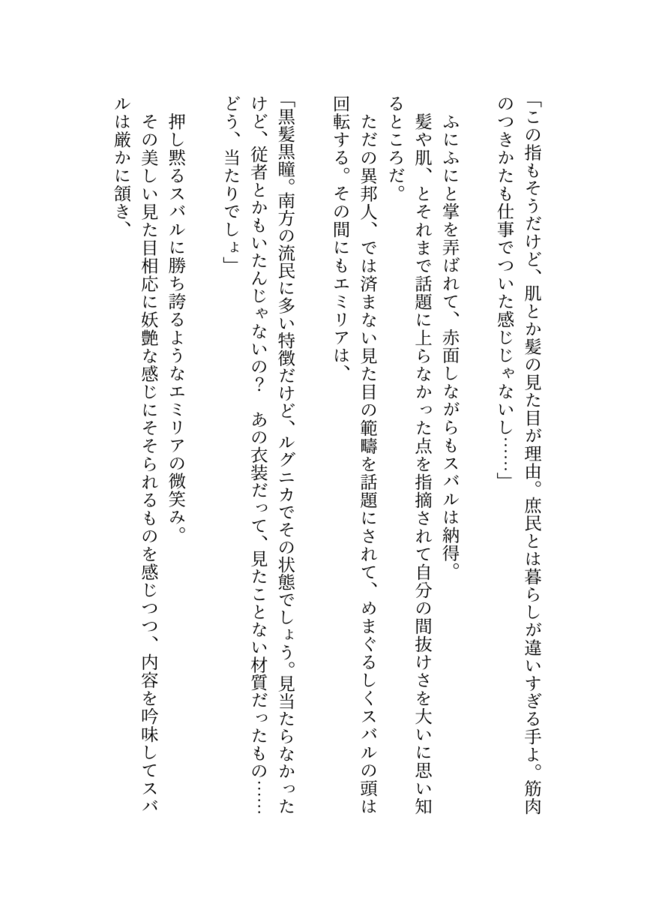 「この指もそうだけど、肌とか髪の見た目が理由。庶民とは暮らしが違いすぎる手よ。筋肉
のつきかたも仕事でついた感じじゃないし……」
ふにふにと掌を弄ばれて、赤面しながらもスバルは納得。
髪や肌、とそれまで話題に上らなかった点を指摘されて自分の間抜けさを大いに思い知
るところだ。
ただの異邦人、では済まない見た目の範疇を話題にされて、めまぐるしくスバルの頭は
回転する。その間にもエミリアは、
「黒髪黒瞳。南方の流民に多い特徴だけど、ルグニカでその状態でしょう。見当たらなかった
けど、従者とかもいたんじゃないの？　あの衣装だって、見たことない材質だったもの……
どう、当たりでしょ」
押し黙るスバルに勝ち誇るようなエミリアの微笑み。
その美しい見た目相応に妖艶な感じにそそられるものを感じつつ、内容を吟味してスバ
ルは厳かに頷き、